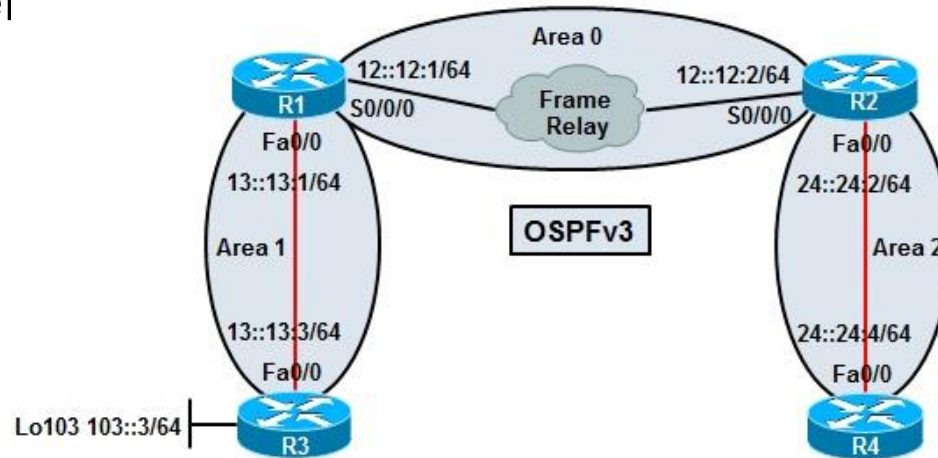 Area 0
12::12:1/64
12::12:2/64
R1
S0/0/0
Frame
Relay
S0/0/0
R2
Fa0/0
13::13:1/64
Fa0/0
24::24:2/64
OSPFv3
Area 1
Area 2
13::13:3/64
Fa0/0
24::24:4/64
Fa0/0
Lo103 103::3/64
R3
R4